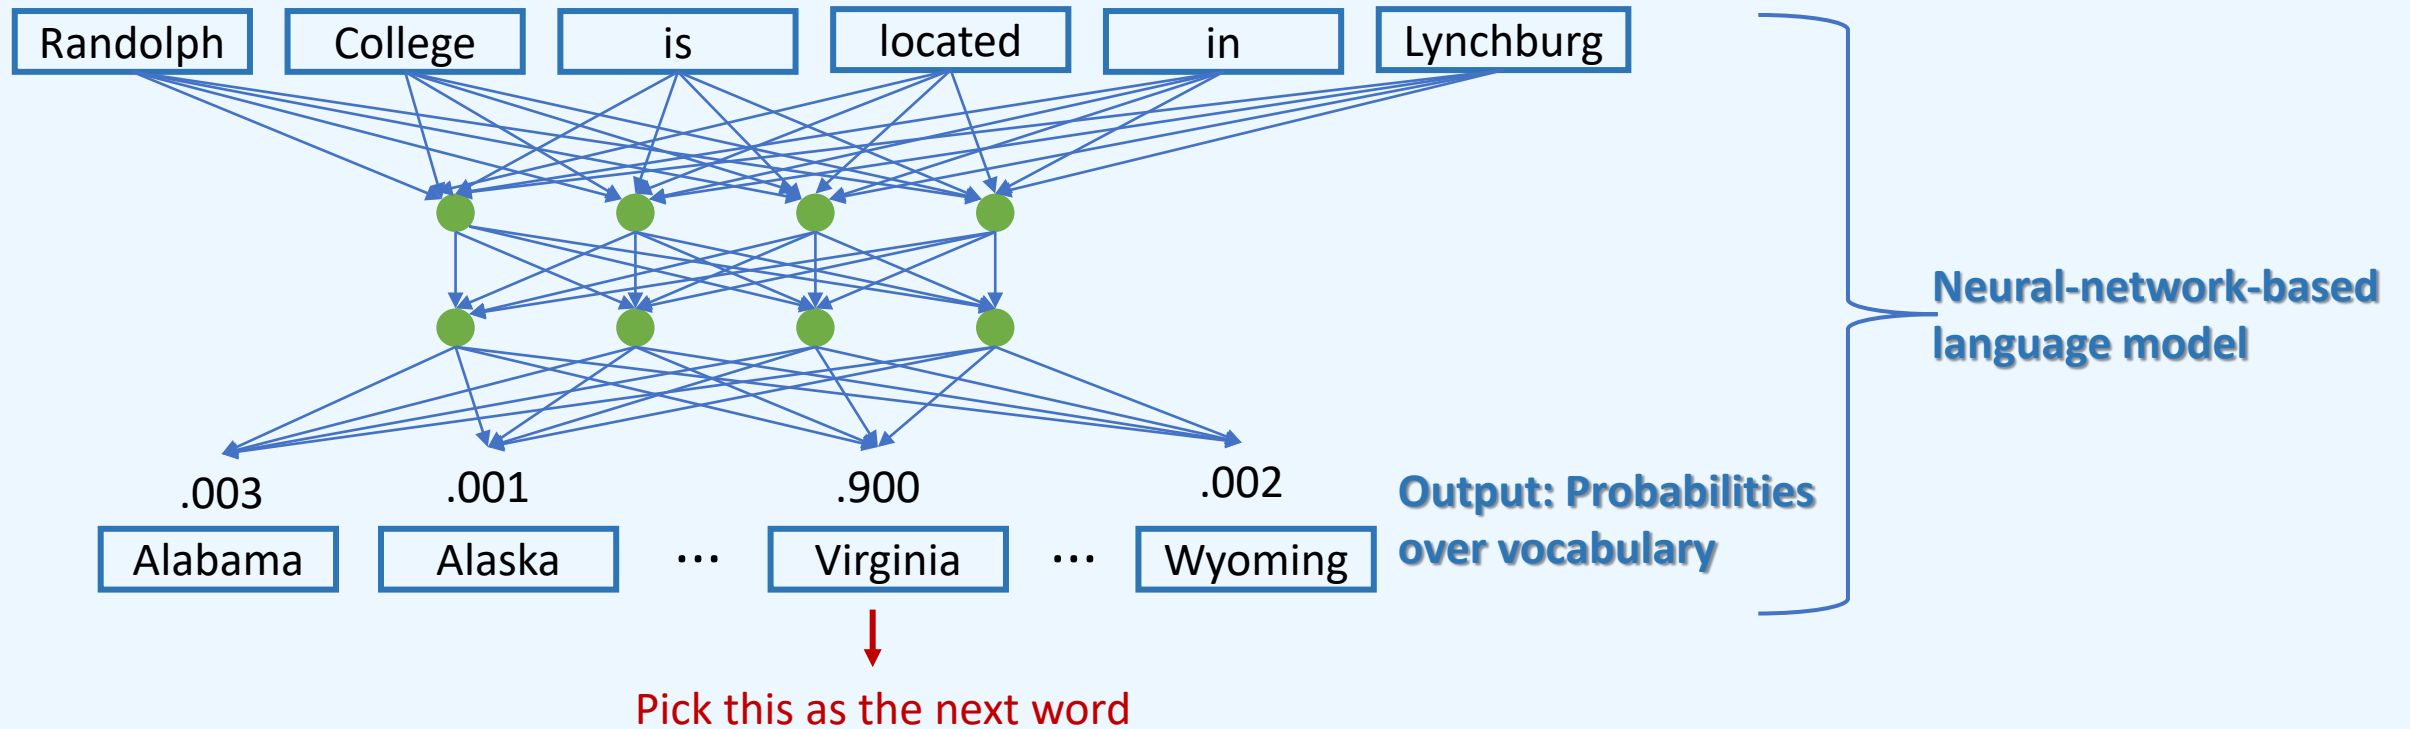 Randolph College is located in Lynchburg
Neural-network-based
language model
.003 .001 .900 .002
Output: Probabilities
over vocabulary
Alabama Alaska ... Virginia ... Wyoming
Pick this as the next word